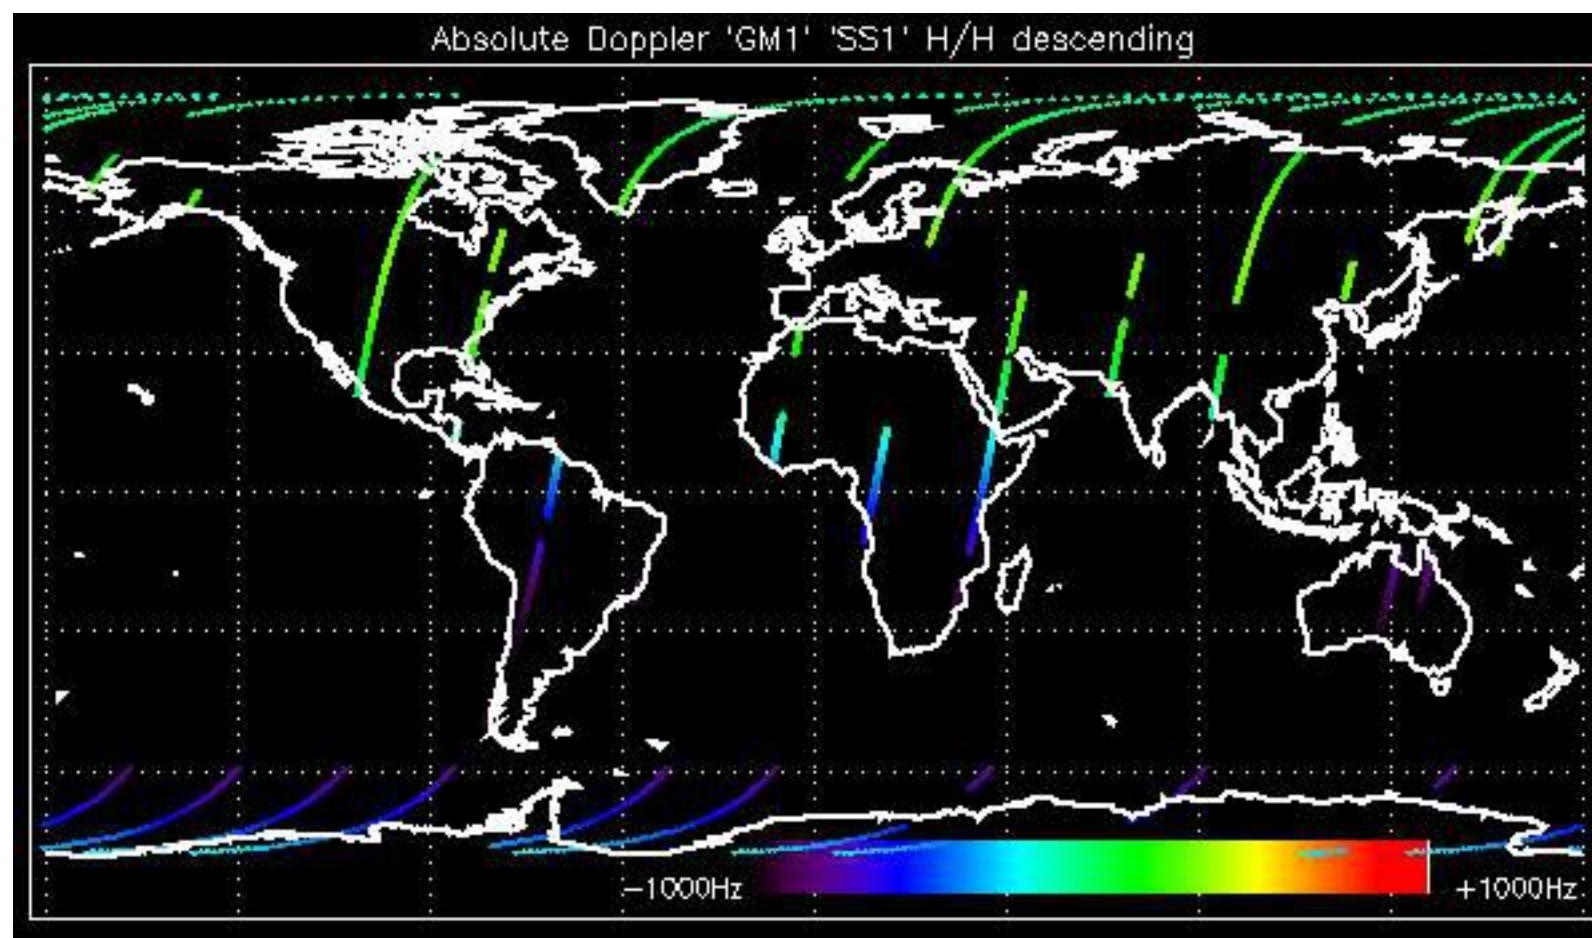 Absolute Doppler 'GM1' 'SS1' H/H descending
-1000Hz +1000Hz